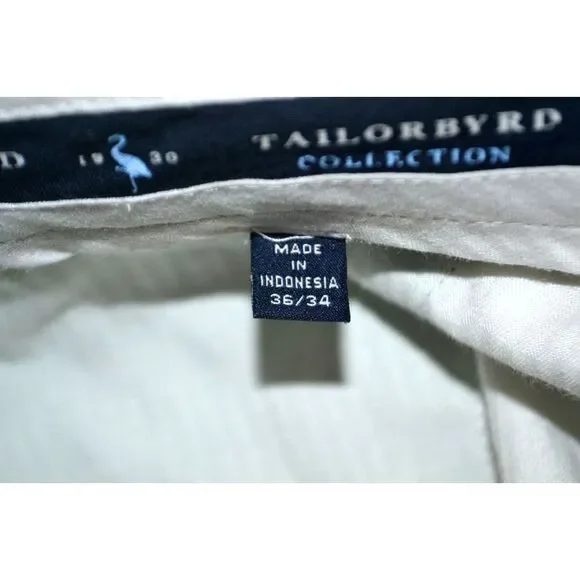 D 19 30 TAILORBYRD
COLLECTION
MADE
IN
INDONESIA
36/34